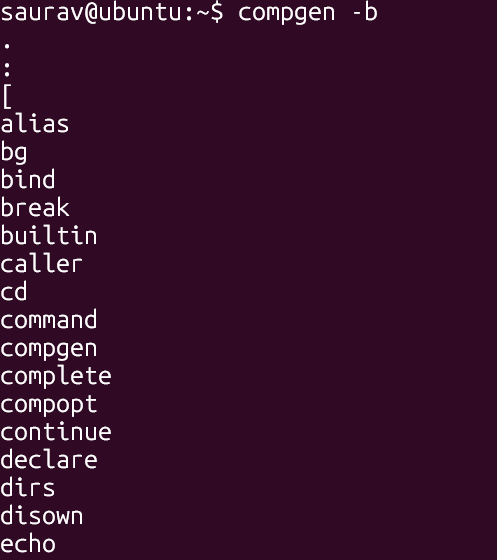 saurav@ubuntu:~$ compgen -b
.
:
[
alias
bg
bind
break
builtin
caller
cd
command
compgen
complete
compopt
continue
declare
dirs
disown
echo